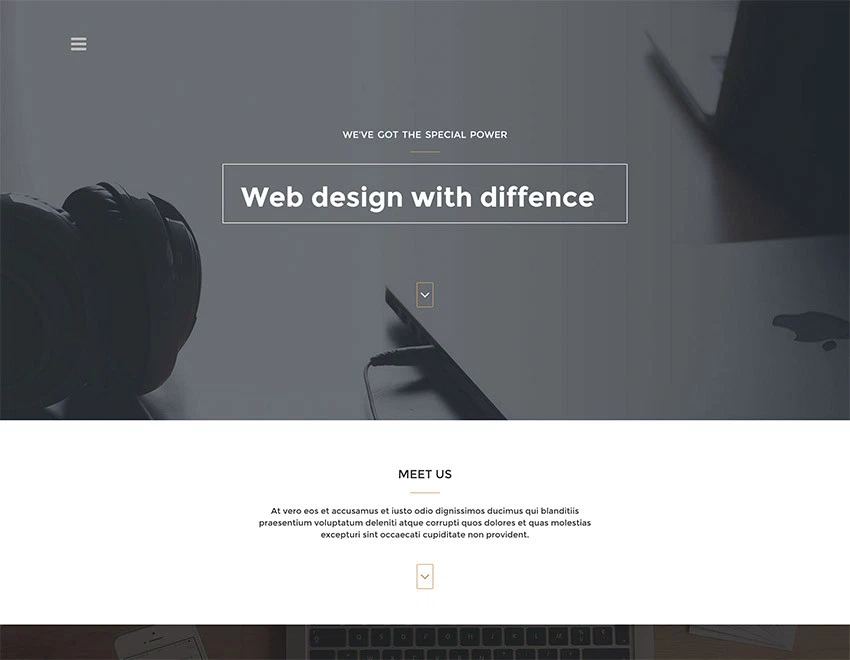 WE'VE GOT THE SPECIAL POWER
Web design with diffence
MEET US
At vero eos et accusamus et iusto odio dignissimos ducimus qui blanditiis
praesentium voluptatum deleniti atque corrupti quos dolores et quas molestias
excepturi sint occaecati cupiditate non provident.